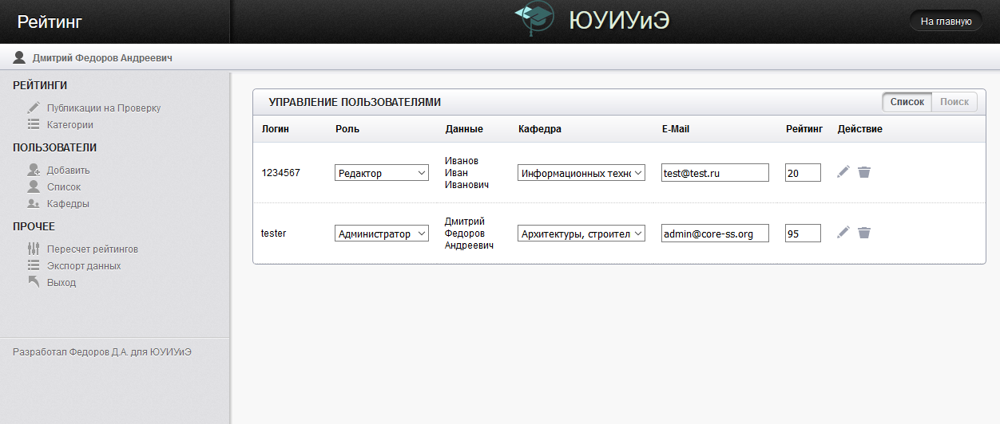 Рейтинг
ЮУИУиЭ
На главную
Дмитрий Федоров Андреевич
РЕЙТИНГИ
Публикации на Проверку
Категории
ПОЛЬЗОВАТЕЛИ
Добавить
Список
Кафедры
ПРОЧЕЕ
Пересчет рейтингов
Экспорт данных
Выход
Разработал Федоров Д.А. для ЮУИУиЭ
УПРАВЛЕНИЕ ПОЛЬЗОВАТЕЛЯМИ
Список Поиск
Логин Роль Данные Кафедра E-Mail Рейтинг Действие
Иванов
1234567 Редактор Иван Информационных техно test@test.ru 20
Иванович
Дмитрий
tester Администратор Федоров Архитектуры, строител admin@core-ss.org 95
Андреевич